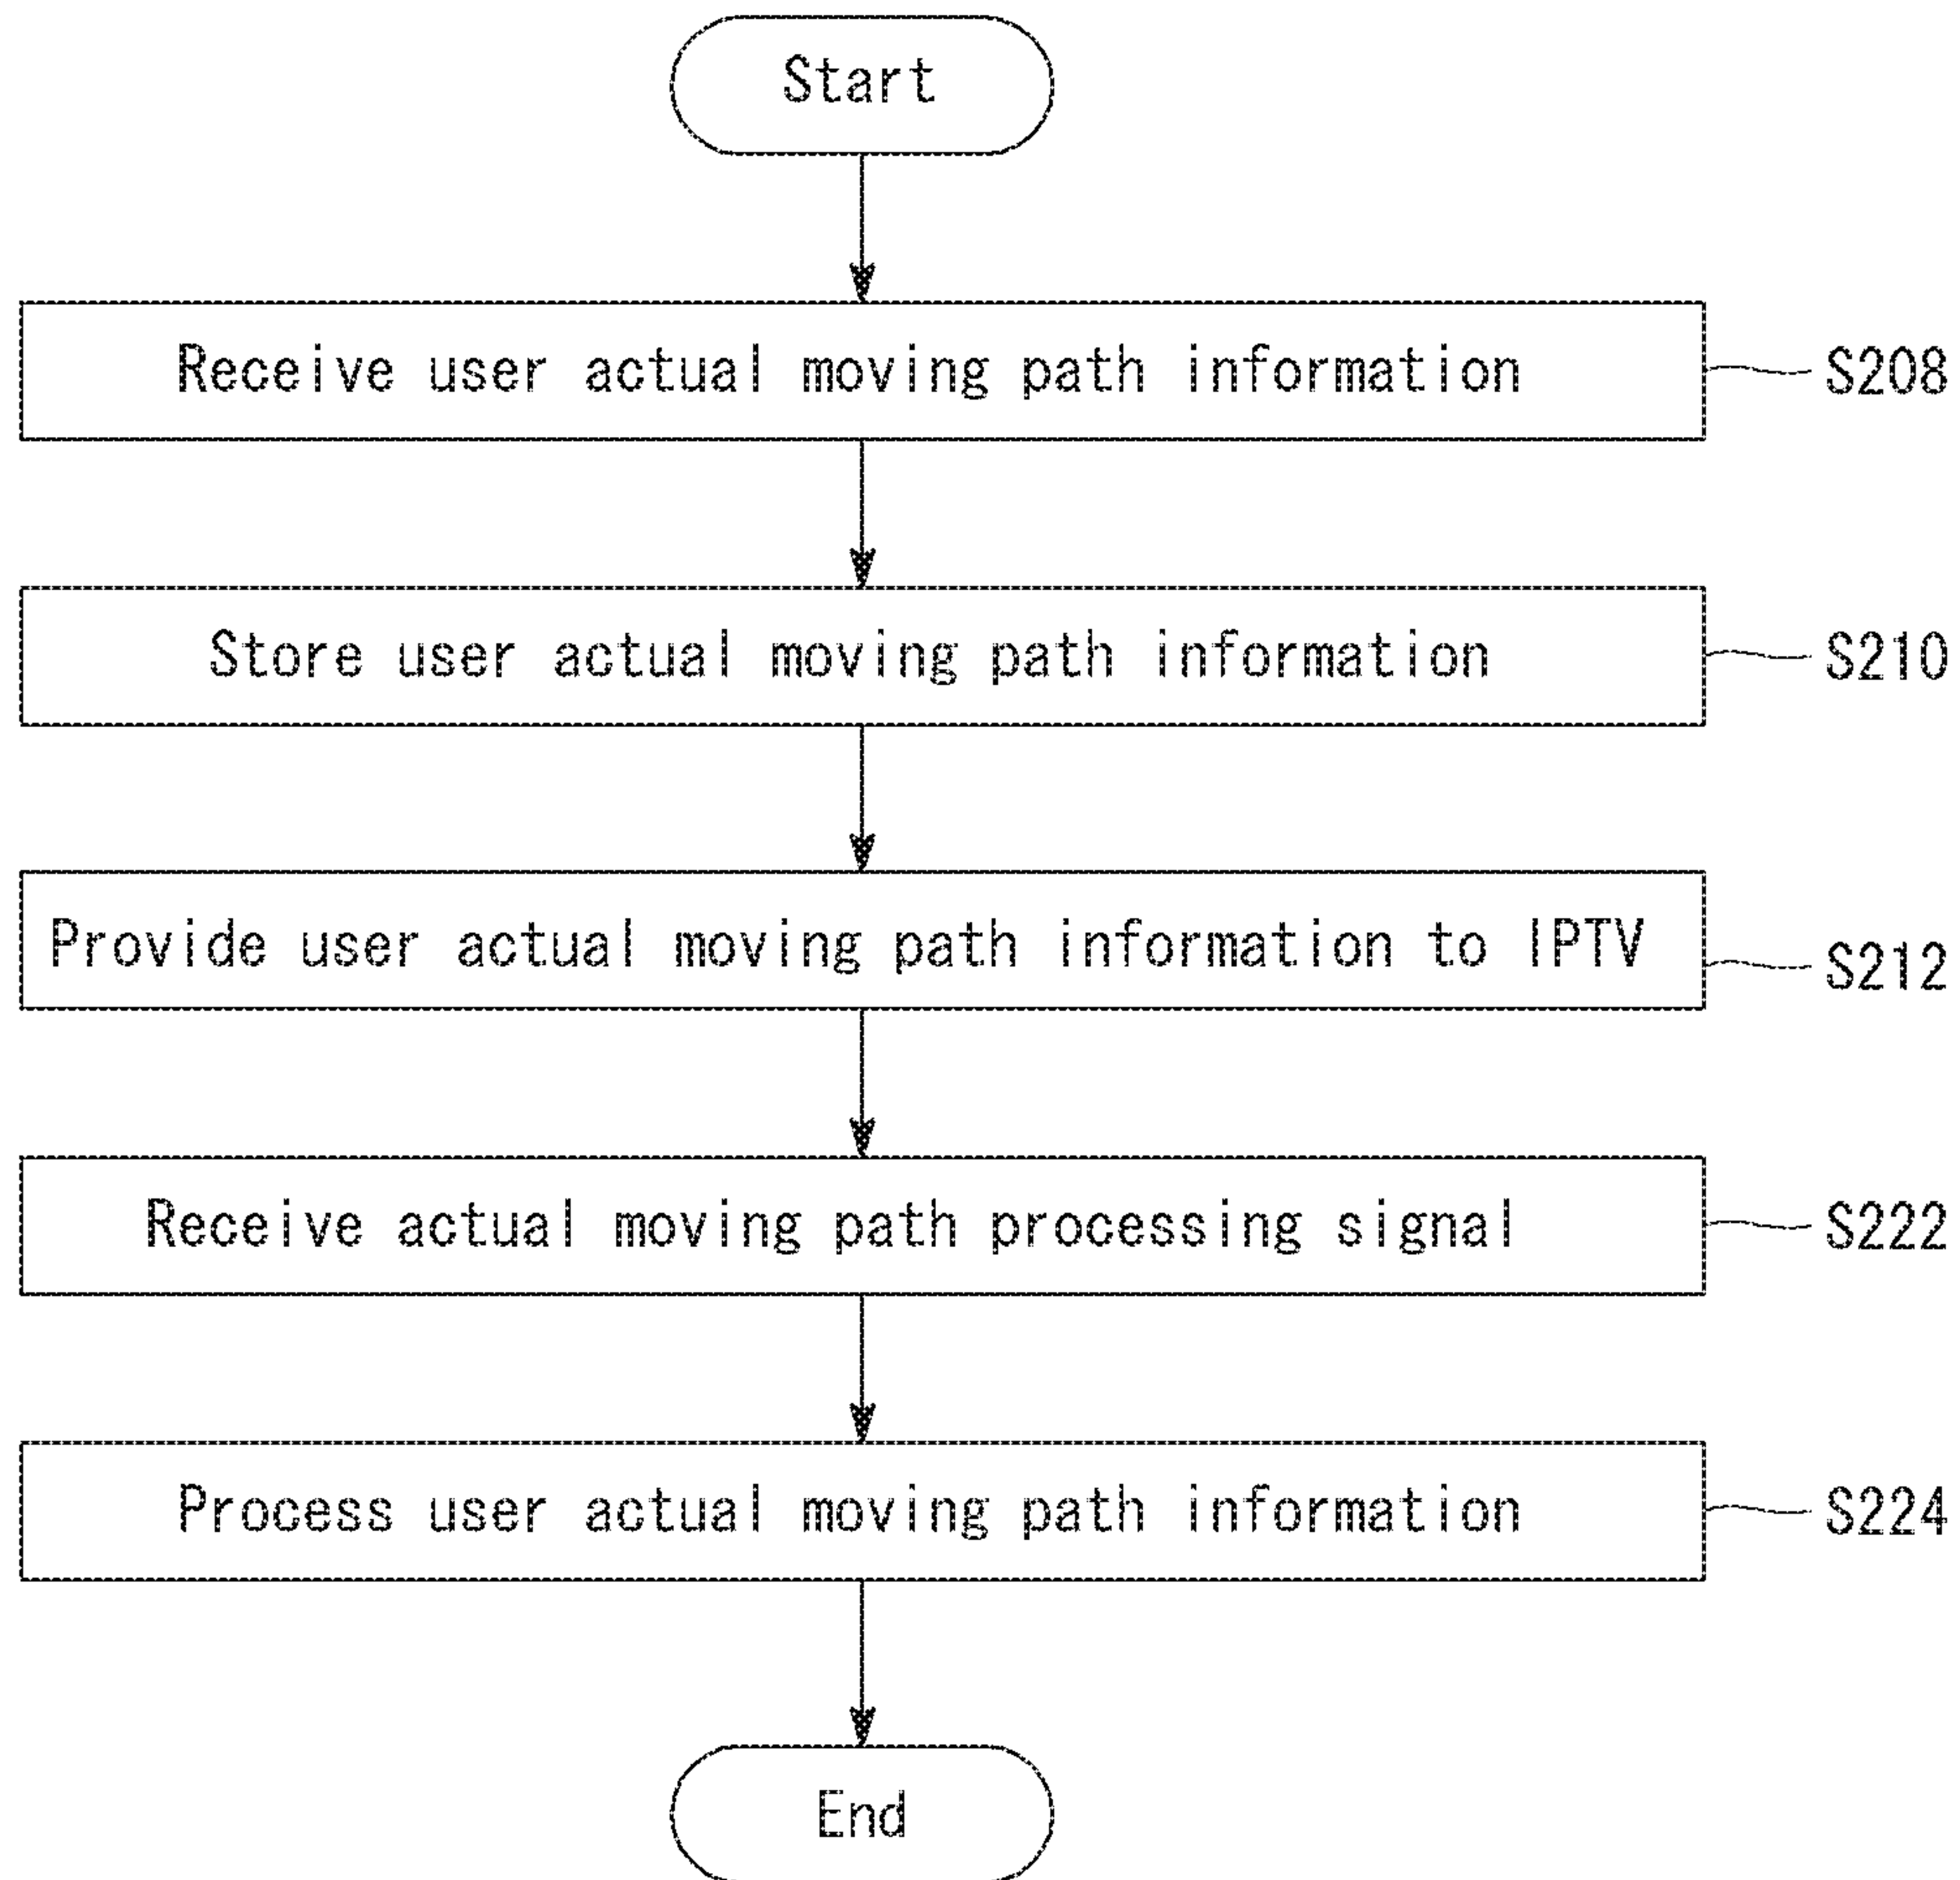 Start
Receive user actual moving path information
S208
Store user actual moving path information
S210
Provide user actual moving path information to IPTV
S212
Receive actual moving path processing signal
S222
Process user actual moving path information
S224
End